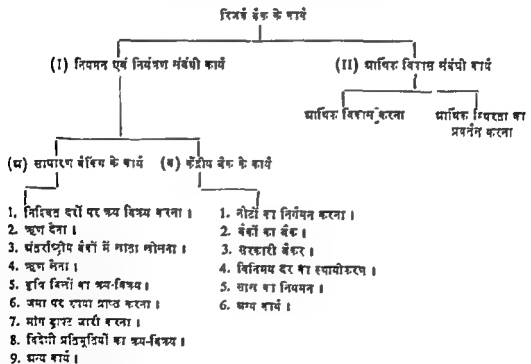 रिजर्व बैंक के कार्य
(I) नियमन एवं नियंत्रण संबंधी कार्य
(II) आर्थिक विकास संबंधी कार्य
आर्थिक विकास करना
आर्थिक स्थिरता का
प्रवर्तन करना
(अ) साधारण बैंकिंग के कार्य
(ब) केंद्रीय बैंक के कार्य
1. निश्चित दरों पर क्रय विक्रय करना ।
2. ऋण देना ।
3. अंतर्राष्ट्रीय बैंकों में खाता खोलना ।
4. ऋण लेना ।
5. कृषि बिलों का क्रय-विक्रय ।
6. जमा पर रुपया प्राप्त करना ।
7. मांग ड्राफ्ट जारी करना ।
8. विदेशी प्रतिभूतियों का क्रय-विक्रय ।
9. अन्य कार्य ।
1. नोटों का निर्गमन करना ।
2. बैंकों का बैंक ।
3. सरकारी बैंकर ।
4. विनिमय दर का स्थायीकरण ।
5. साख का नियमन ।
6. अन्य कार्य ।